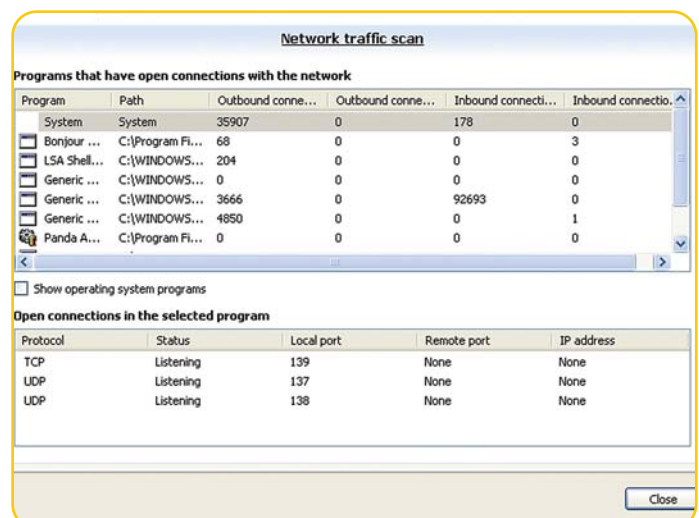 Network traffic scan
Programs that have open connections with the network
Program Path Outbound conne... Outbound conne... Inbound connecti... Inbound connectio.
System System 35907 0 178 0
Bonjour ... C:\Program Fi... 68 0 0 3
LSA Shell... C:\WINDOWS... 204 0 0 0
Generic ... C:\WINDOWS... 0 0 0 0
Generic ... C:\WINDOWS... 3666 0 92693 0
Generic ... C:\WINDOWS... 4850 0 0 1
Panda A... C:\Program Fi... 0 0 0 0
Show operating system programs
Open connections in the selected program
Protocol Status Local port Remote port IP address
TCP Listening 139 None None
UDP Listening 137 None None
UDP Listening 138 None None
Close